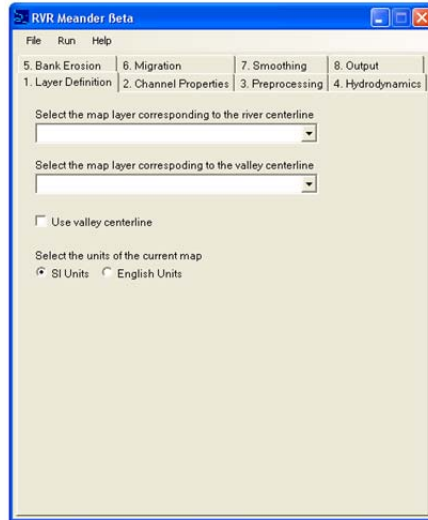 RVR Meander Beta
File Run Help
5. Bank Erosion 6. Migration 7. Smoothing 8. Output
1. Layer Definition 2. Channel Properties 3. Preprocessing 4. Hydrodynamics
Select the map layer corresponding to the river centerline
Select the map layer correspoding to the valley centerline
Use valley centerline
Select the units of the current map
SI Units English Units